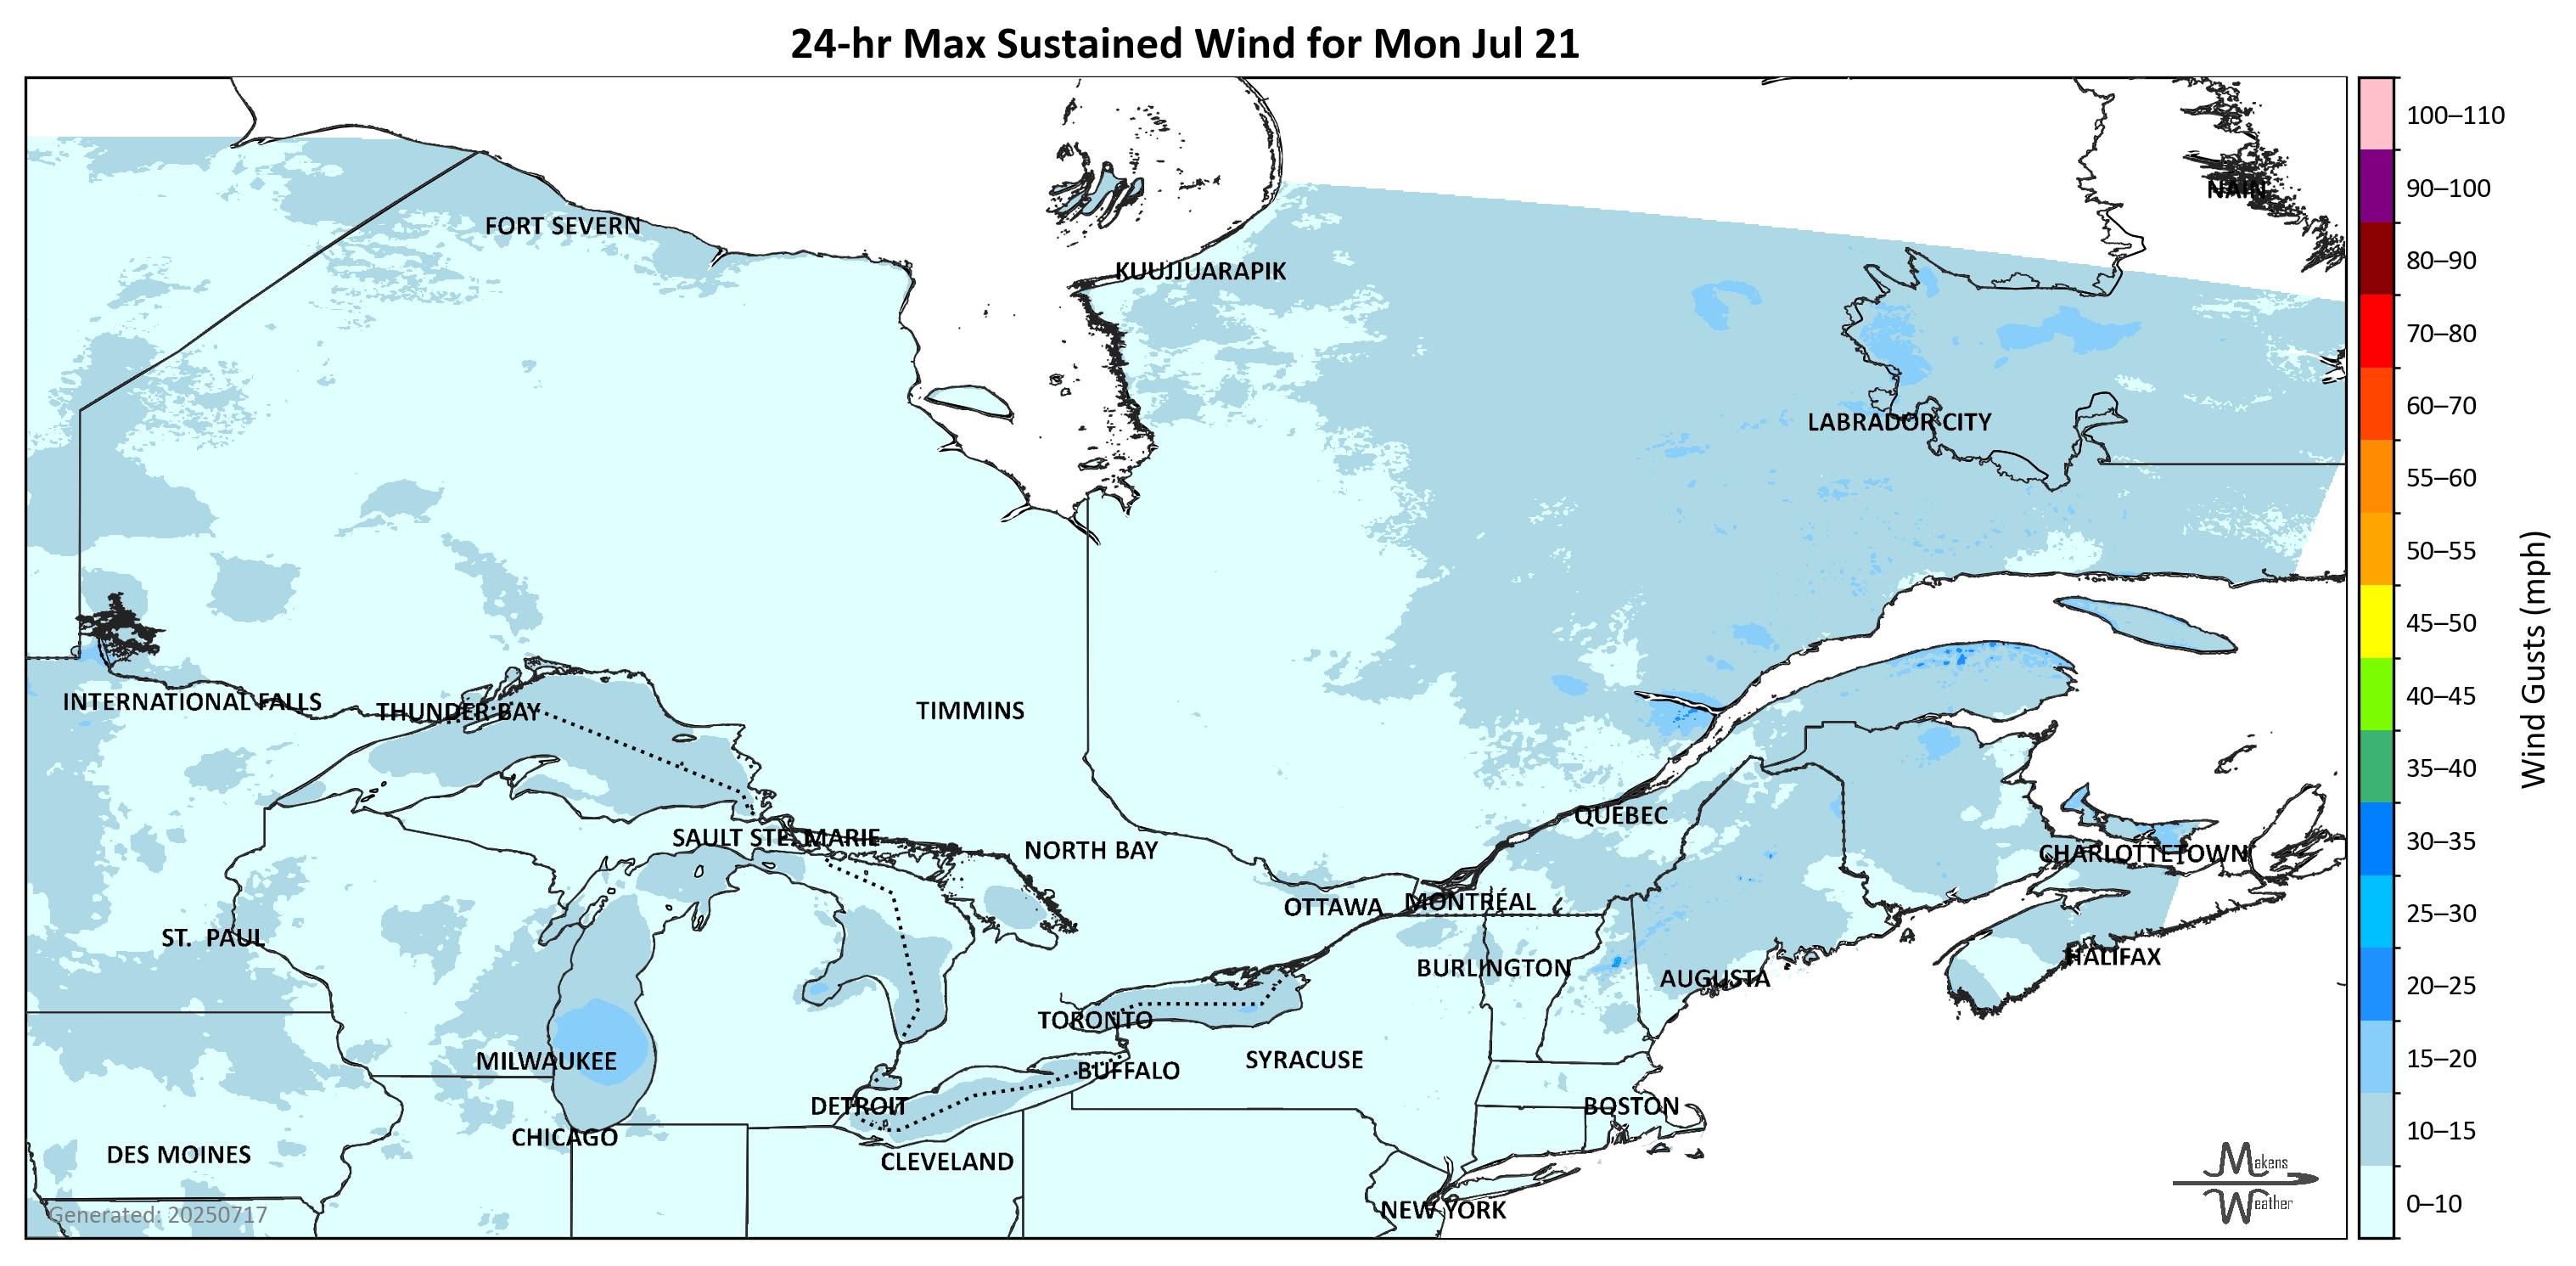 24-hr Max Sustained Wind for Mon Jul 21
NAIN
FORT SEVERN
KUUJJUARAPIK
LABRADOR CITY
INTERNATIONAL FALLS
THUNDER BAY
TIMMINS
QUEBEC
SAULT STE. MARIE
NORTH BAY
CHARLOTTETOWN
OTTAWA
MONTRÉAL
ST. PAUL
HALIFAX
BURLINGTON
AUGUSTA
TORONTO
MILWAUKEE
SYRACUSE
BUFFALO
DETROIT
BOSTON
CHICAGO
DES MOINES
CLEVELAND
NEW YORK
Generated: 20250717
Makens
Weather
100–110
90–100
80–90
70–80
60–70
55–60
50–55
45–50
40–45
35–40
30–35
25–30
20–25
15–20
10–15
0–10
Wind Gusts (mph)